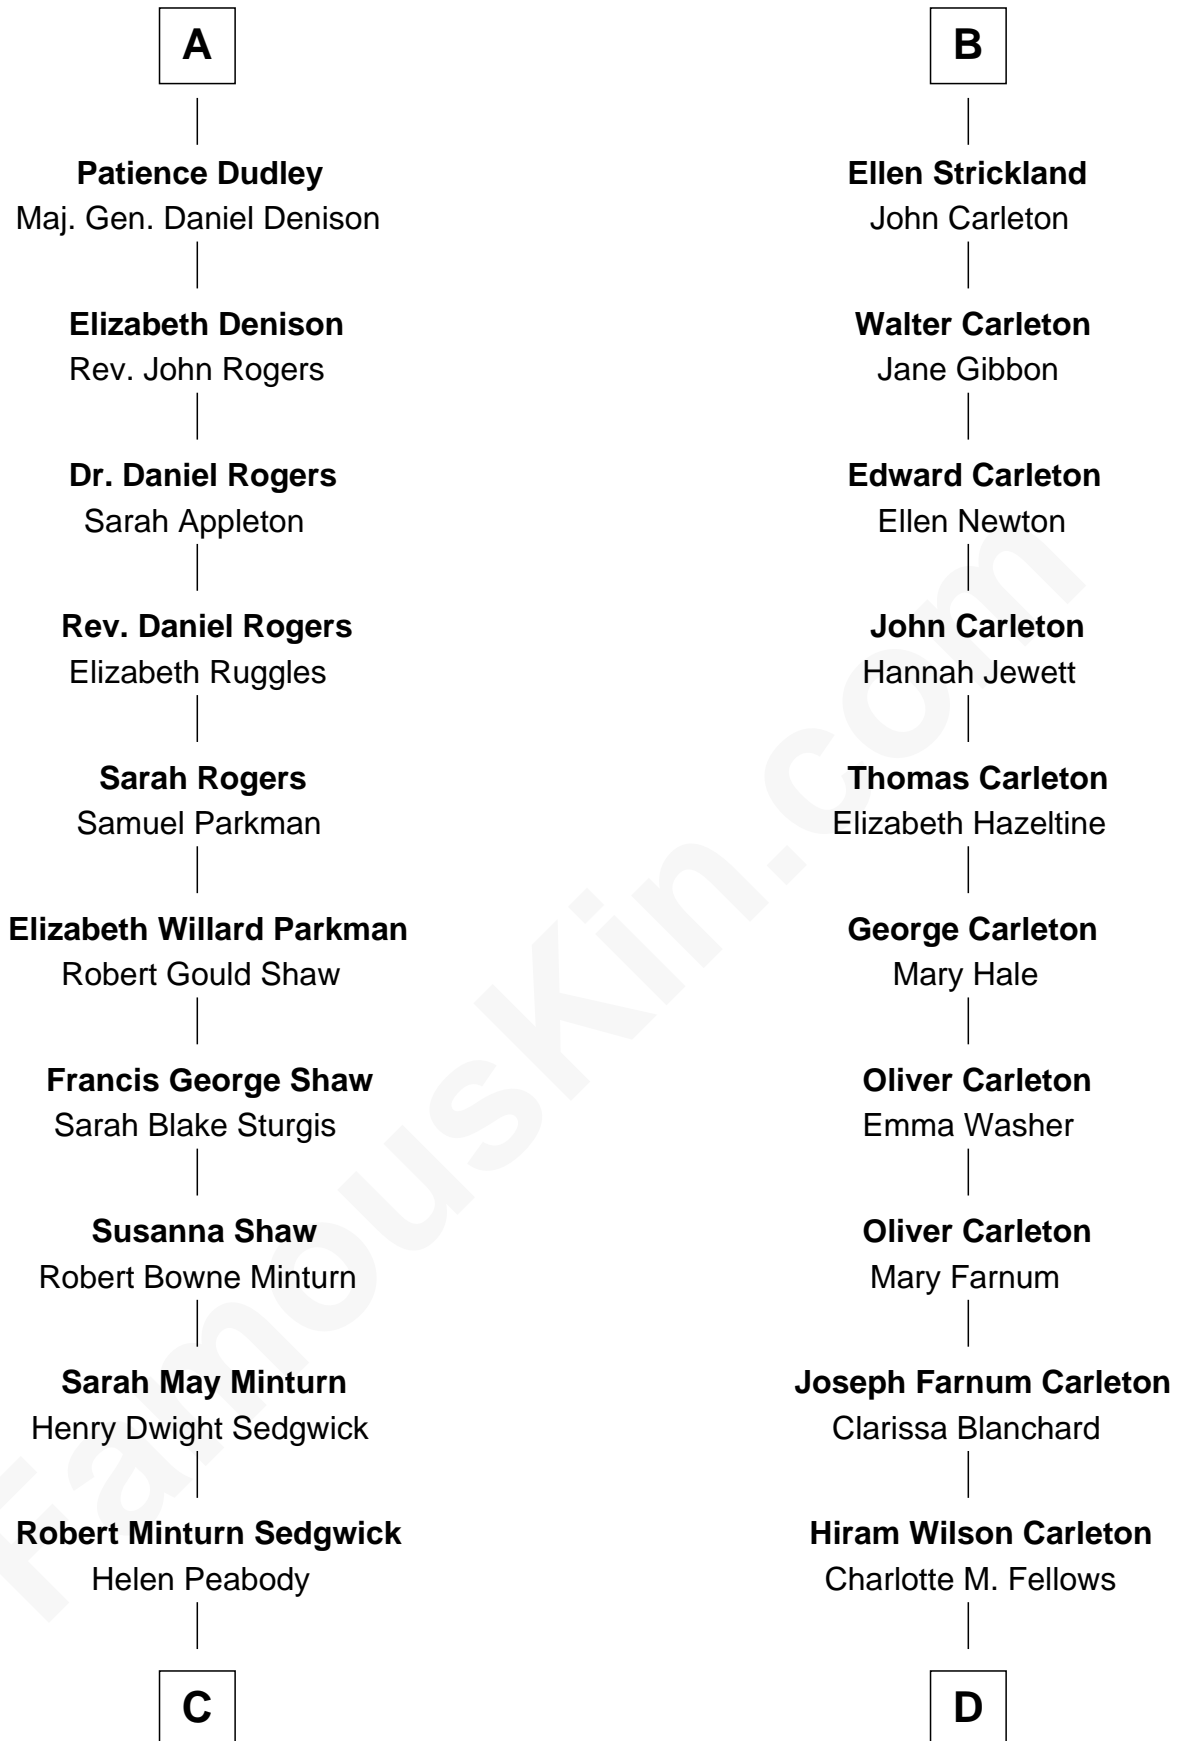 A
Patience Dudley
Maj. Gen. Daniel Denison
Elizabeth Denison
Rev. John Rogers
Dr. Daniel Rogers
Sarah Appleton
Rev. Daniel Rogers
Elizabeth Ruggles
Sarah Rogers
Samuel Parkman
Elizabeth Willard Parkman
Robert Gould Shaw
Francis George Shaw
Sarah Blake Sturgis
Susanna Shaw
Robert Bowne Minturn
Sarah May Minturn
Henry Dwight Sedgwick
Robert Minturn Sedgwick
Helen Peabody
C
B
Ellen Strickland
John Carleton
Walter Carleton
Jane Gibbon
Edward Carleton
Ellen Newton
John Carleton
Hannah Jewett
Thomas Carleton
Elizabeth Hazeltine
George Carleton
Mary Hale
Oliver Carleton
Emma Washer
Oliver Carleton
Mary Farnum
Joseph Farnum Carleton
Clarissa Blanchard
Hiram Wilson Carleton
Charlotte M. Fellows
D
FamousKin.com